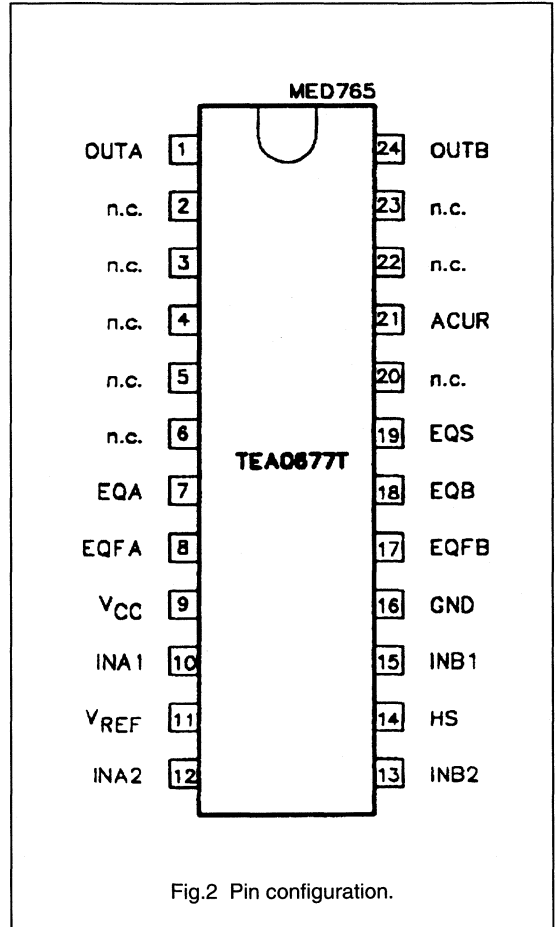 MED765
OUTA 1 24 OUTB
n.c. 2 23 n.c.
n.c. 3 22 n.c.
n.c. 4 21 ACUR
n.c. 5 20 n.c.
n.c. 6 19 EQS
TEA0677T
EQA 7 18 EQB
EQFA 8 17 EQFB
VCC 9 16 GND
INA1 10 15 INB1
VREF 11 14 HS
INA2 12 13 INB2
Fig.2 Pin configuration.